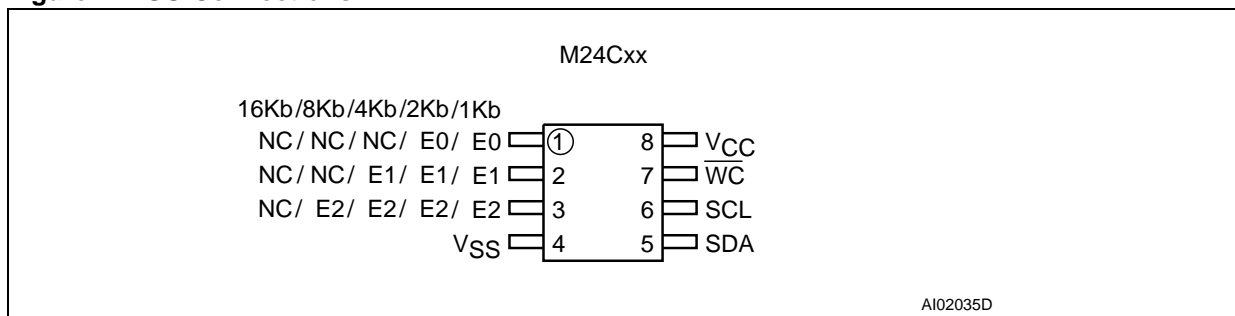 M24Cxx
16Kb/8Kb/4Kb/2Kb/1Kb
NC/ NC/ NC/ E0/ E0 1 8 VCC
NC/ NC/ E1/ E1/ E1 2 7 WC
NC/ E2/ E2/ E2/ E2 3 6 SCL
VSS 4 5 SDA
AI02035D